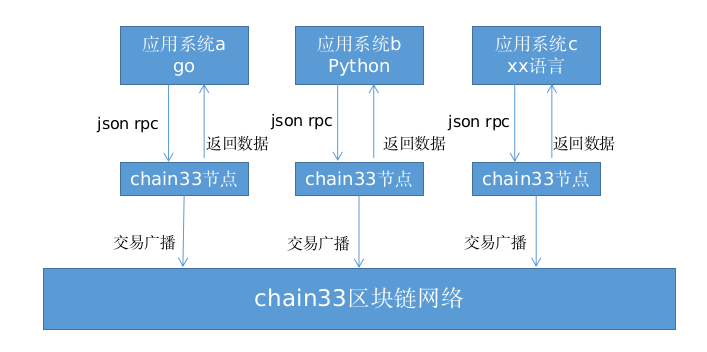 应用系统a
go
应用系统b
Python
应用系统c
xx语言
json rpc
返回数据
json rpc
返回数据
json rpc
返回数据
chain33节点
chain33节点
chain33节点
交易广播
交易广播
交易广播
chain33区块链网络